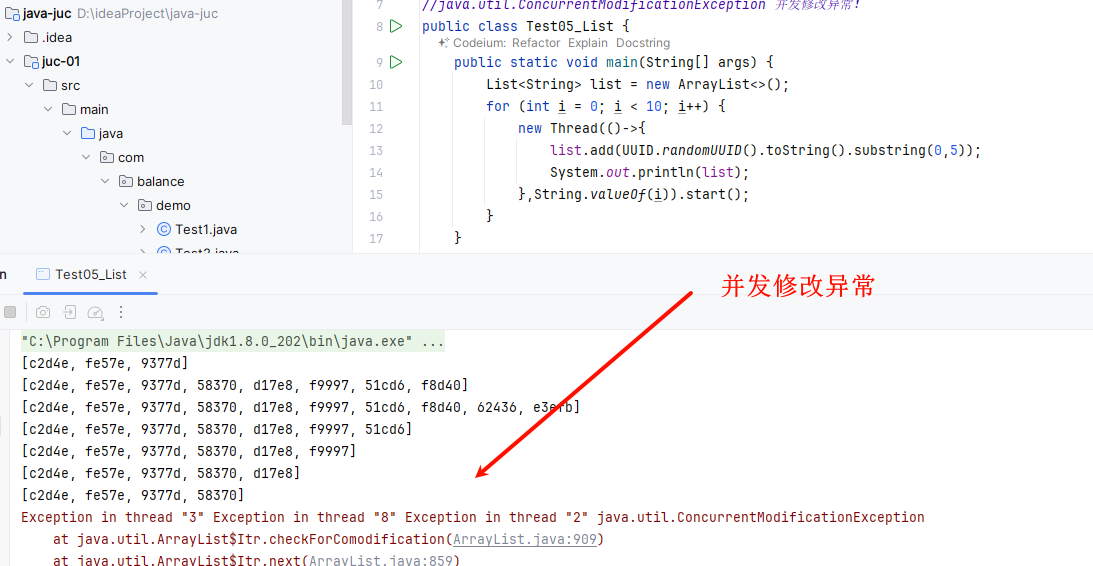 java-juc D:\ideaProject\java-juc
.idea
juc-01
src
main
java
com
balance
demo
Test1.java
Test2.java
7 //java.util.ConcurrentModificationException 并发修改异常!
8 public class Test05_List {
Codeium: Refactor Explain Docstring
9 public static void main(String[] args) {
10 List<String> list = new ArrayList<>();
11 for (int i = 0; i < 10; i++) {
12 new Thread(()->{
13 list.add(UUID.randomUUID().toString().substring(0,5));
14 System.out.println(list);
15 },String.valueOf(i)).start();
16 }
17 }
n Test05_List
并发修改异常
"C:\Program Files\Java\jdk1.8.0_202\bin\java.exe" ...
[c2d4e, fe57e, 9377d]
[c2d4e, fe57e, 9377d, 58370, d17e8, f9997, 51cd6, f8d40]
[c2d4e, fe57e, 9377d, 58370, d17e8, f9997, 51cd6, f8d40, 62436, e3efb]
[c2d4e, fe57e, 9377d, 58370, d17e8, f9997, 51cd6]
[c2d4e, fe57e, 9377d, 58370, d17e8, f9997]
[c2d4e, fe57e, 9377d, 58370, d17e8]
[c2d4e, fe57e, 9377d, 58370]
Exception in thread "3" Exception in thread "8" Exception in thread "2" java.util.ConcurrentModificationException
at java.util.ArrayList$Itr.checkForComodification(ArrayList.java:909)
at java.util.ArrayList$Itr.next(ArrayList.java:859)